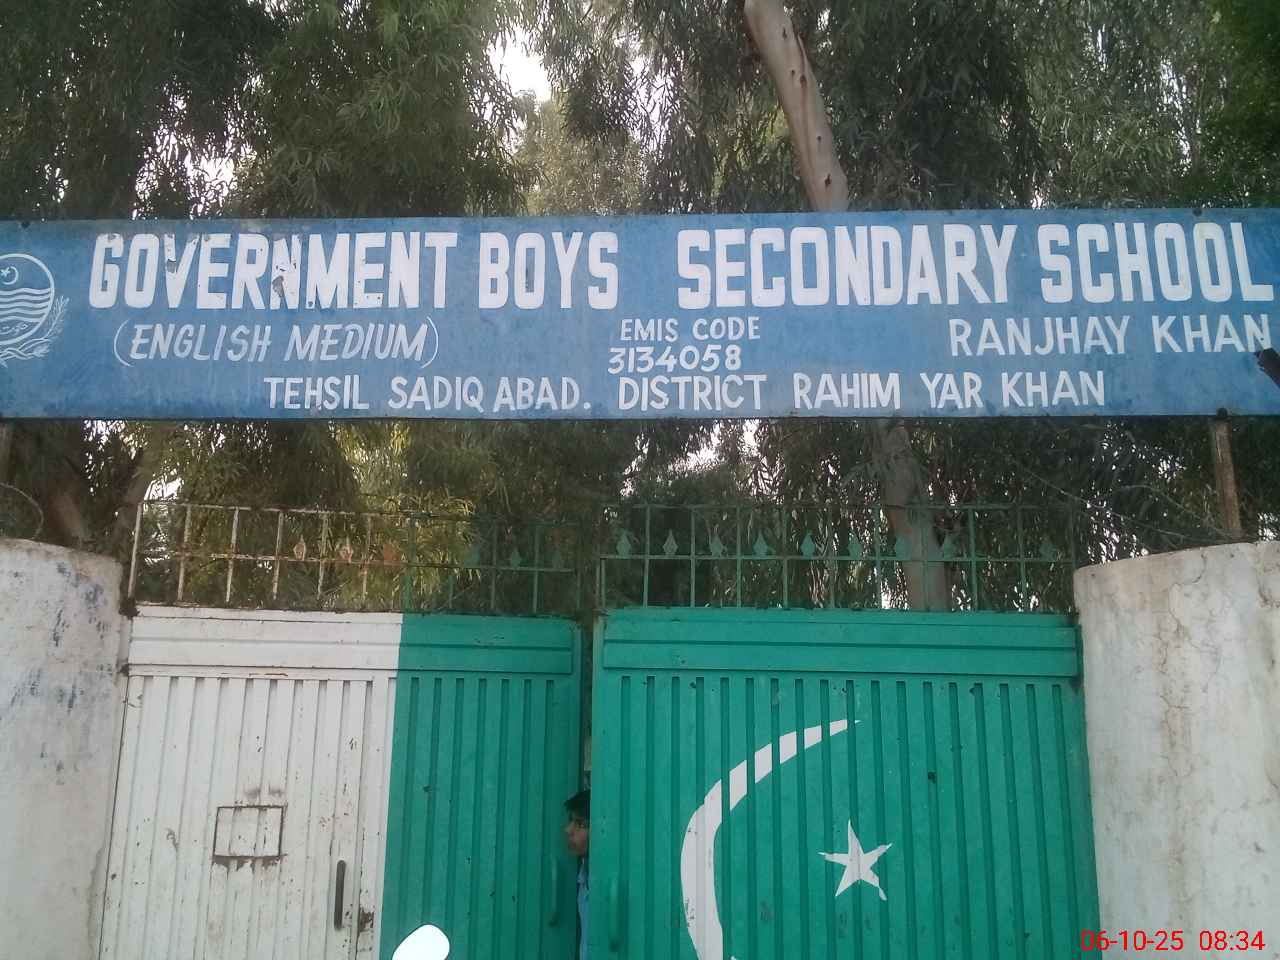 GOVERNMENT BOYS SECONDARY SCHOOL
(ENGLISH MEDIUM)
EMIS CODE
3134058
RANJHAY KHAN
TEHSIL SADIQ ABAD. DISTRICT RAHIM YAR KHAN
06-10-25 08:34